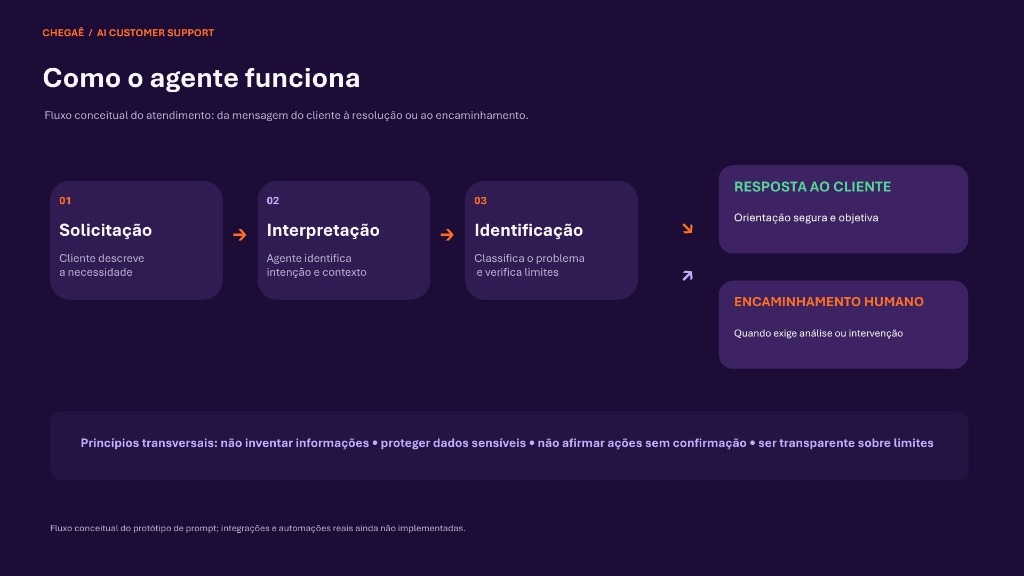 CHEGAÊ / AI CUSTOMER SUPPORT
Como o agente funciona
Fluxo conceitual do atendimento: da mensagem do cliente à resolução ou ao encaminhamento.
01
Solicitação
Cliente descreve
a necessidade
→
02
Interpretação
Agente identifica
intenção e contexto
→
03
Identificação
Classifica o problema
e verifica limites
↘
↗
RESPOSTA AO CLIENTE
Orientação segura e objetiva
ENCAMINHAMENTO HUMANO
Quando exige análise ou intervenção
Princípios transversais: não inventar informações • proteger dados sensíveis • não afirmar ações sem confirmação • ser transparente sobre limites
Fluxo conceitual do protótipo de prompt; integrações e automações reais ainda não implementadas.